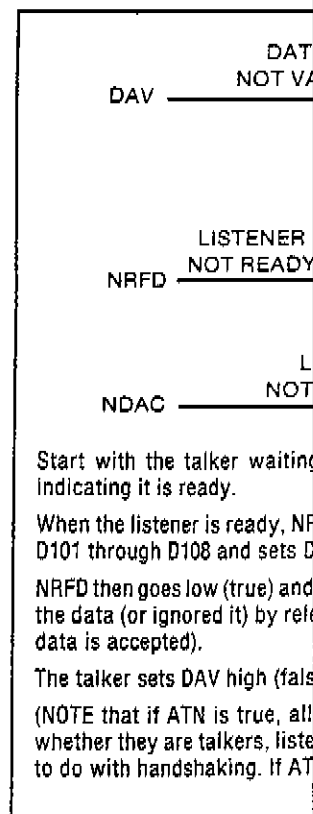 DAT
NOT VA
DAV
LISTENER
NOT READY
NRFD
L
NOT
NDAC
Start with the talker waiting
indicating it is ready.
When the listener is ready, NR
D101 through D108 and sets D
NRFD then goes low (true) and
the data (or ignored it) by rele
data is accepted).
The talker sets DAV high (fals
(NOTE that if ATN is true, all
whether they are talkers, liste
to do with handshaking. If AT